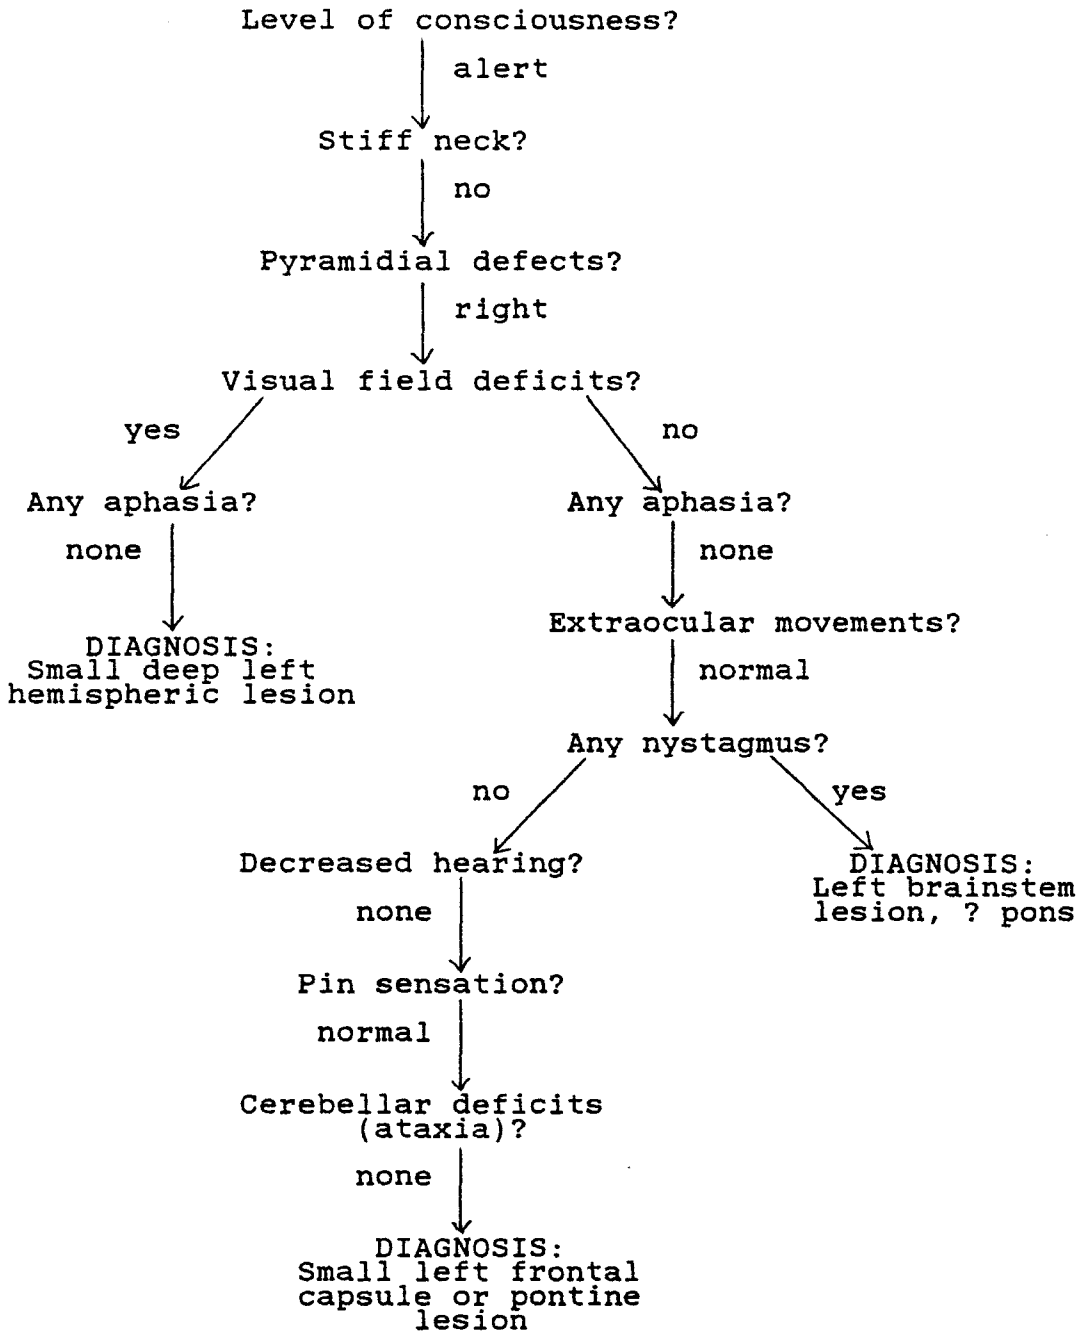 Level of consciousness?
alert
Stiff neck?
no
Pyramidial defects?
right
Visual field deficits?
yes
no
Any aphasia?
Any aphasia?
none
none
DIAGNOSIS:
Small deep left
hemispheric lesion
Extraocular movements?
normal
Any nystagmus?
no
yes
Decreased hearing?
DIAGNOSIS:
Left brainstem
lesion, ? pons
none
Pin sensation?
normal
Cerebellar deficits
(ataxia)?
none
DIAGNOSIS:
Small left frontal
capsule or pontine
lesion